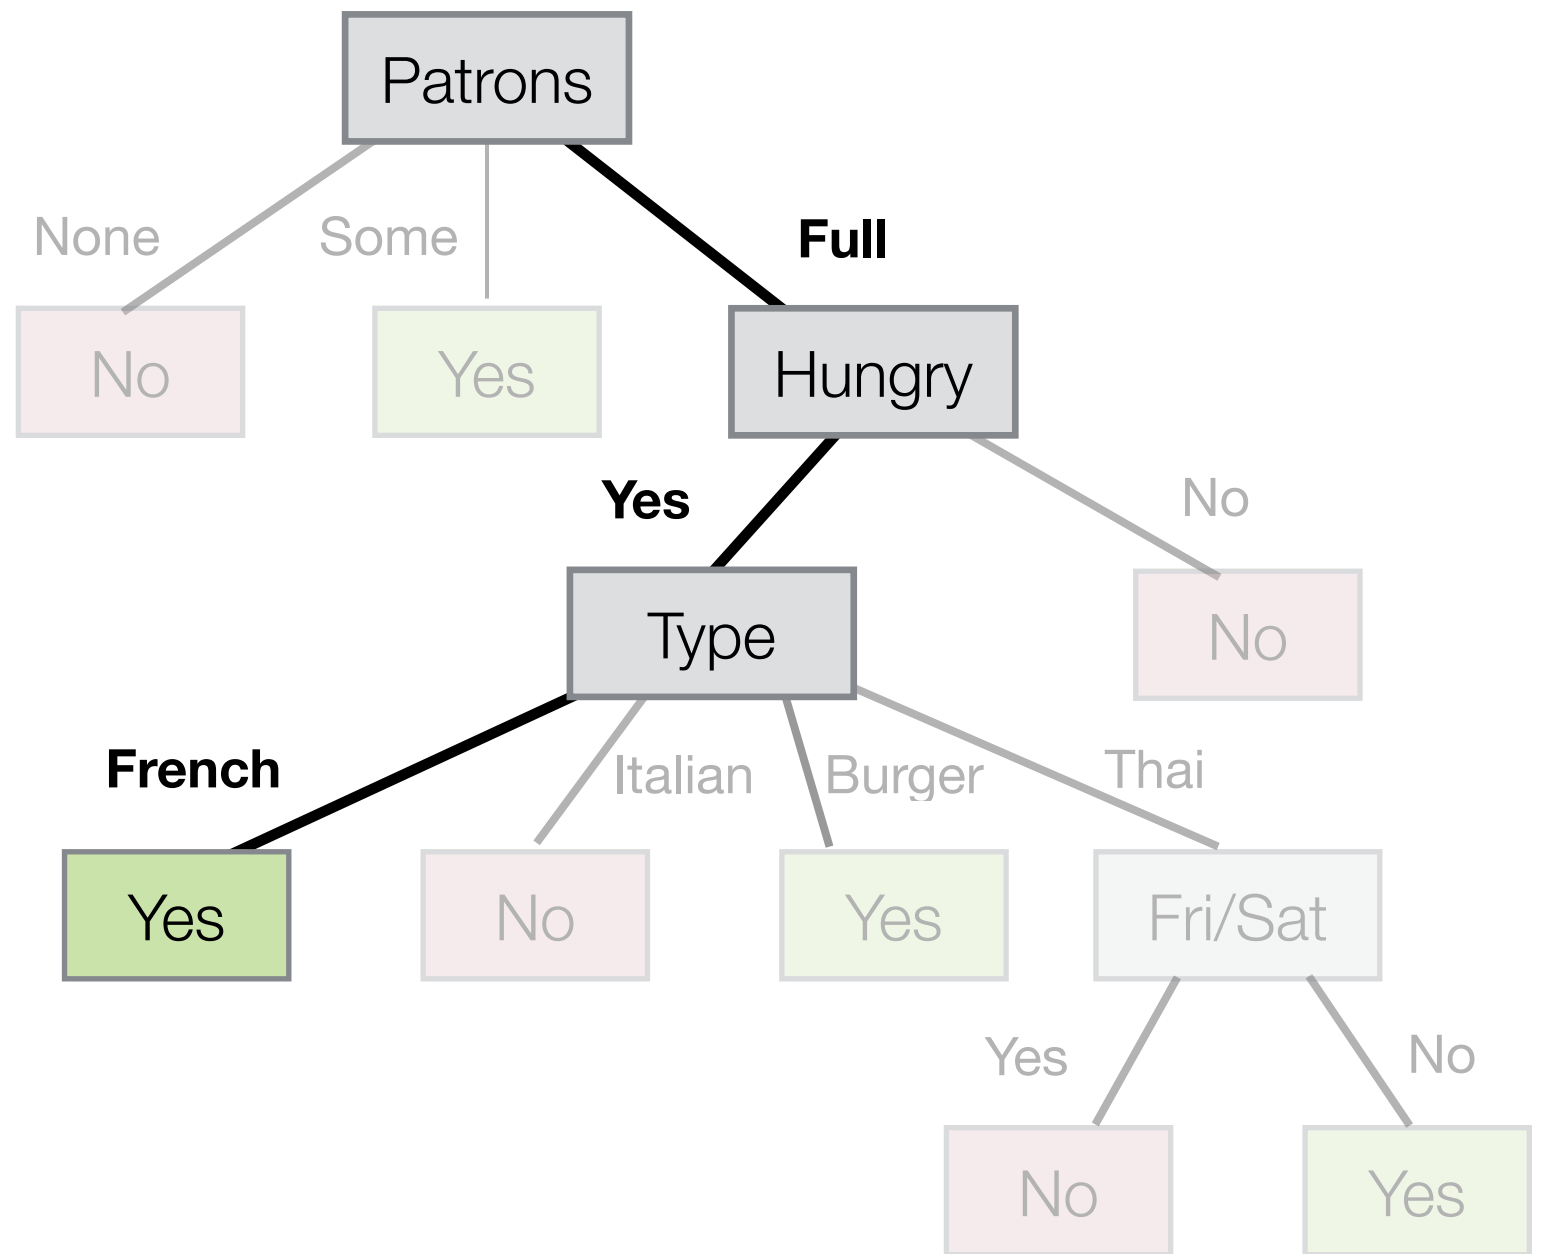 Patrons
None
Some
Full
No
Yes
Hungry
Yes
No
Type
No
French
Italian
Burger
Thai
Yes
No
Yes
Fri/Sat
Yes
No
No
Yes